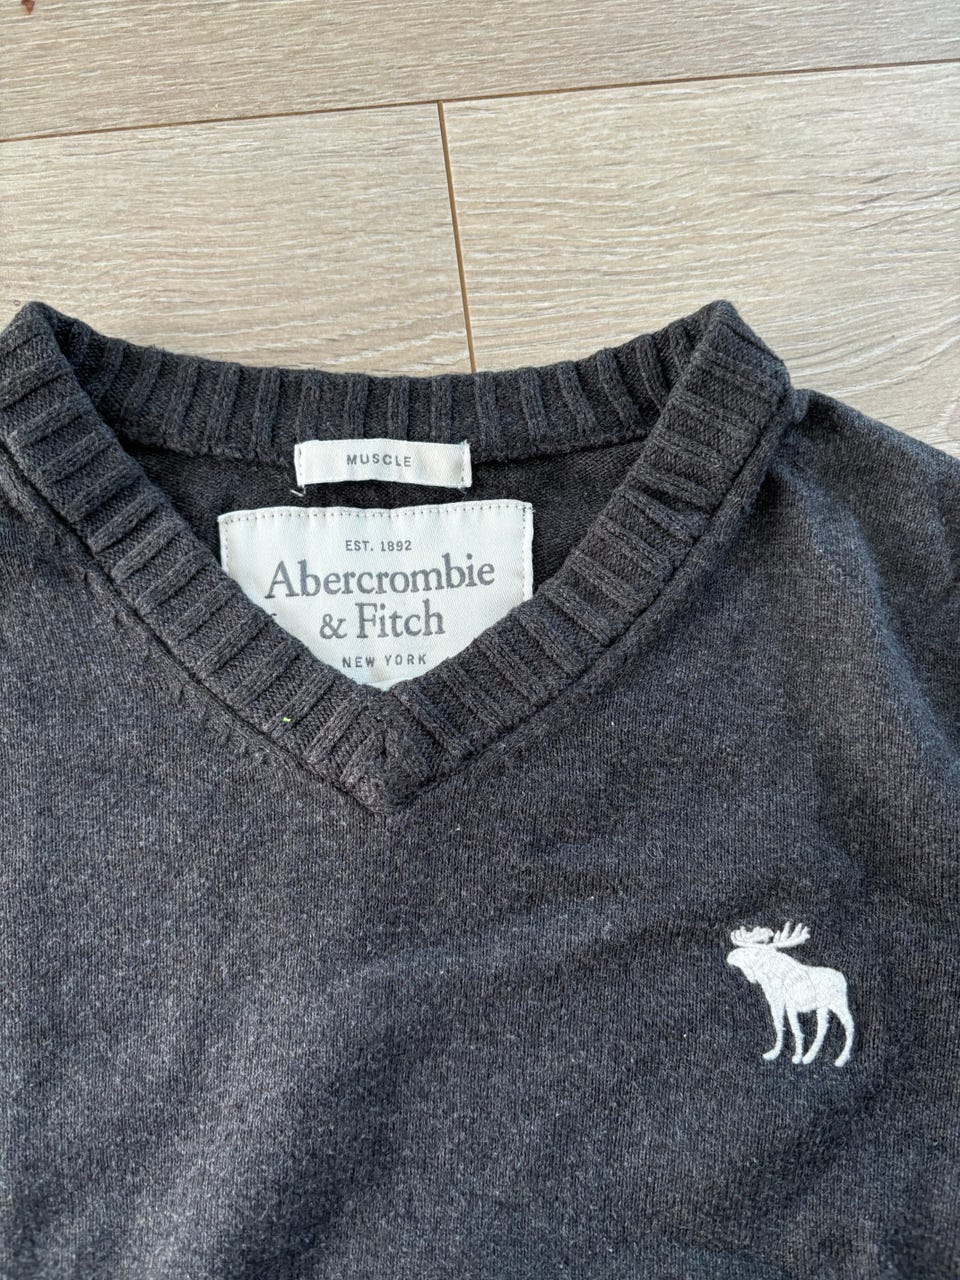 MUSCLE
EST. 1892
Abercrombie
& Fitch
NEW YORK